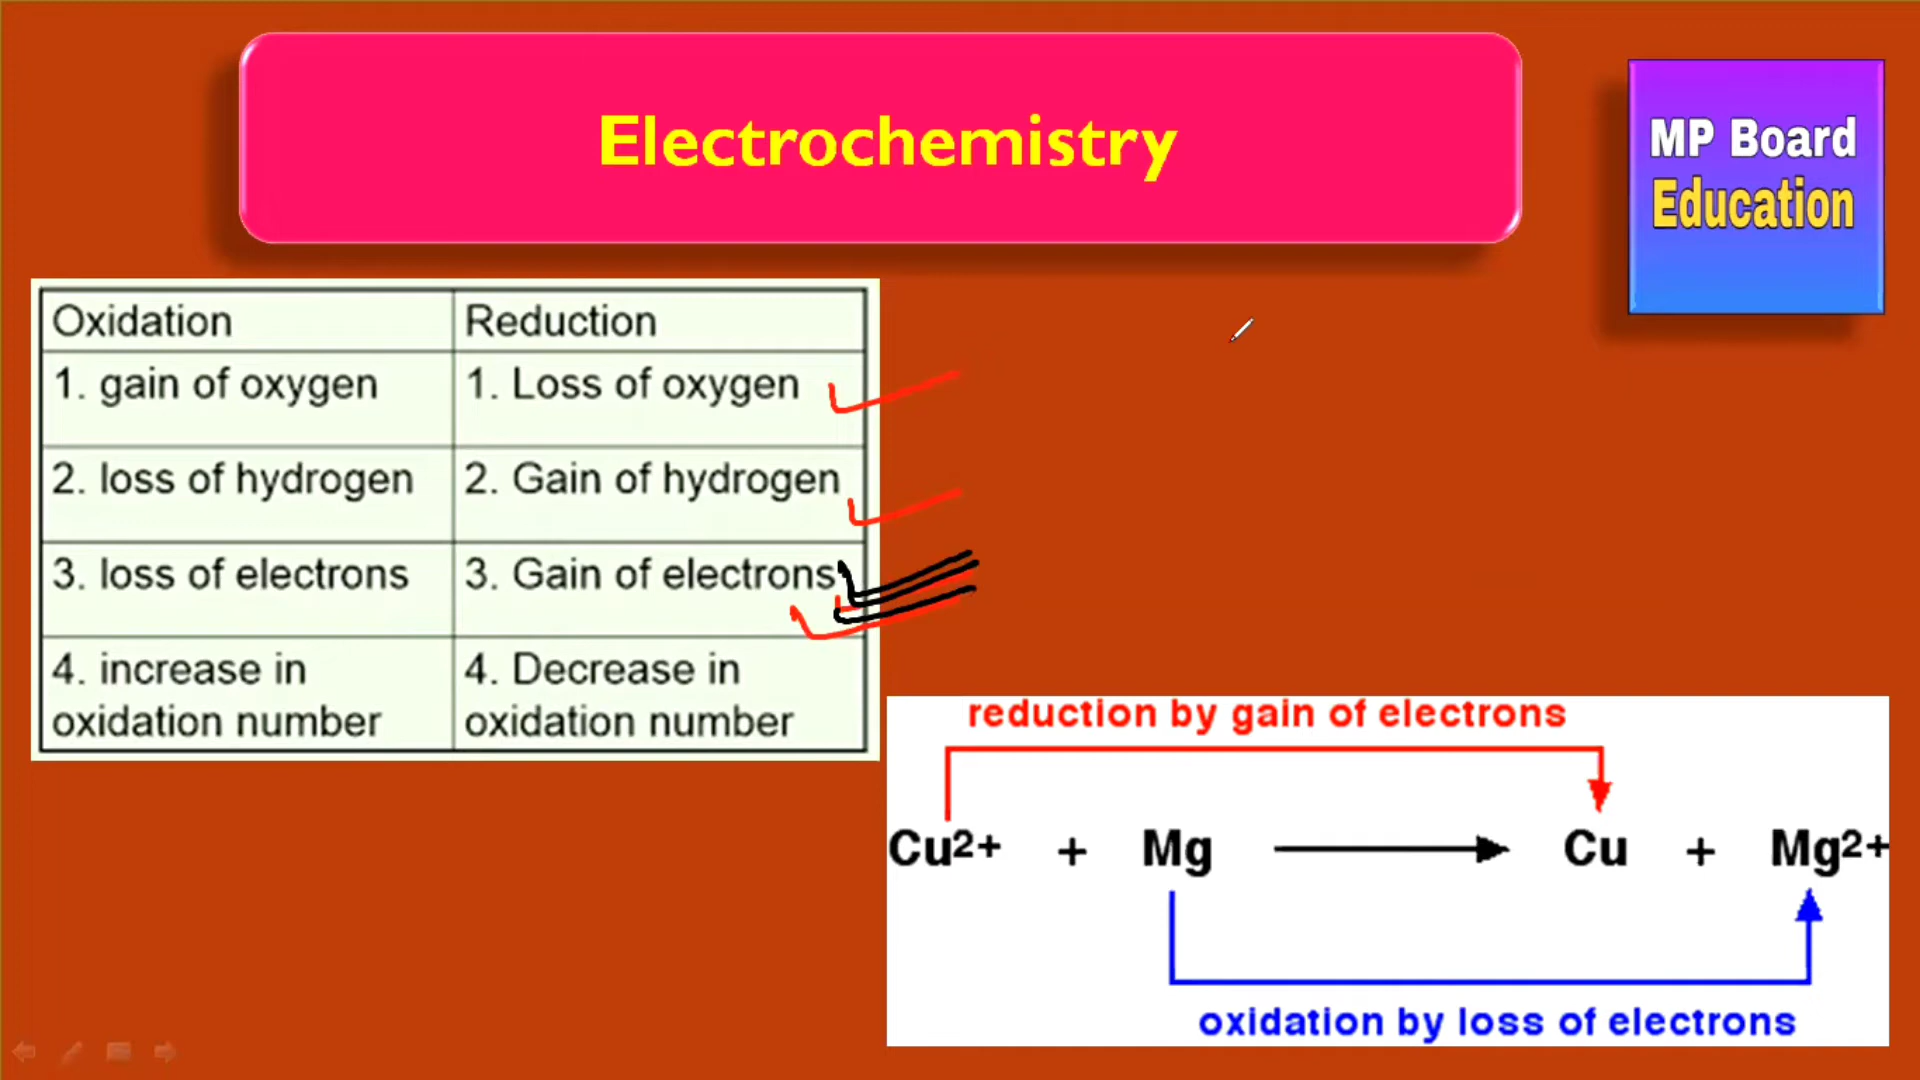 Electrochemistry
MP Board
Education
Oxidation
Reduction
1. gain of oxygen
1. Loss of oxygen
2. loss of hydrogen
2. Gain of hydrogen
3. loss of electrons
3. Gain of electrons
4. increase in
oxidation number
4. Decrease in
oxidation number
reduction by gain of electrons
Cu²⁺ + Mg ⟶ Cu + Mg²⁺
oxidation by loss of electrons